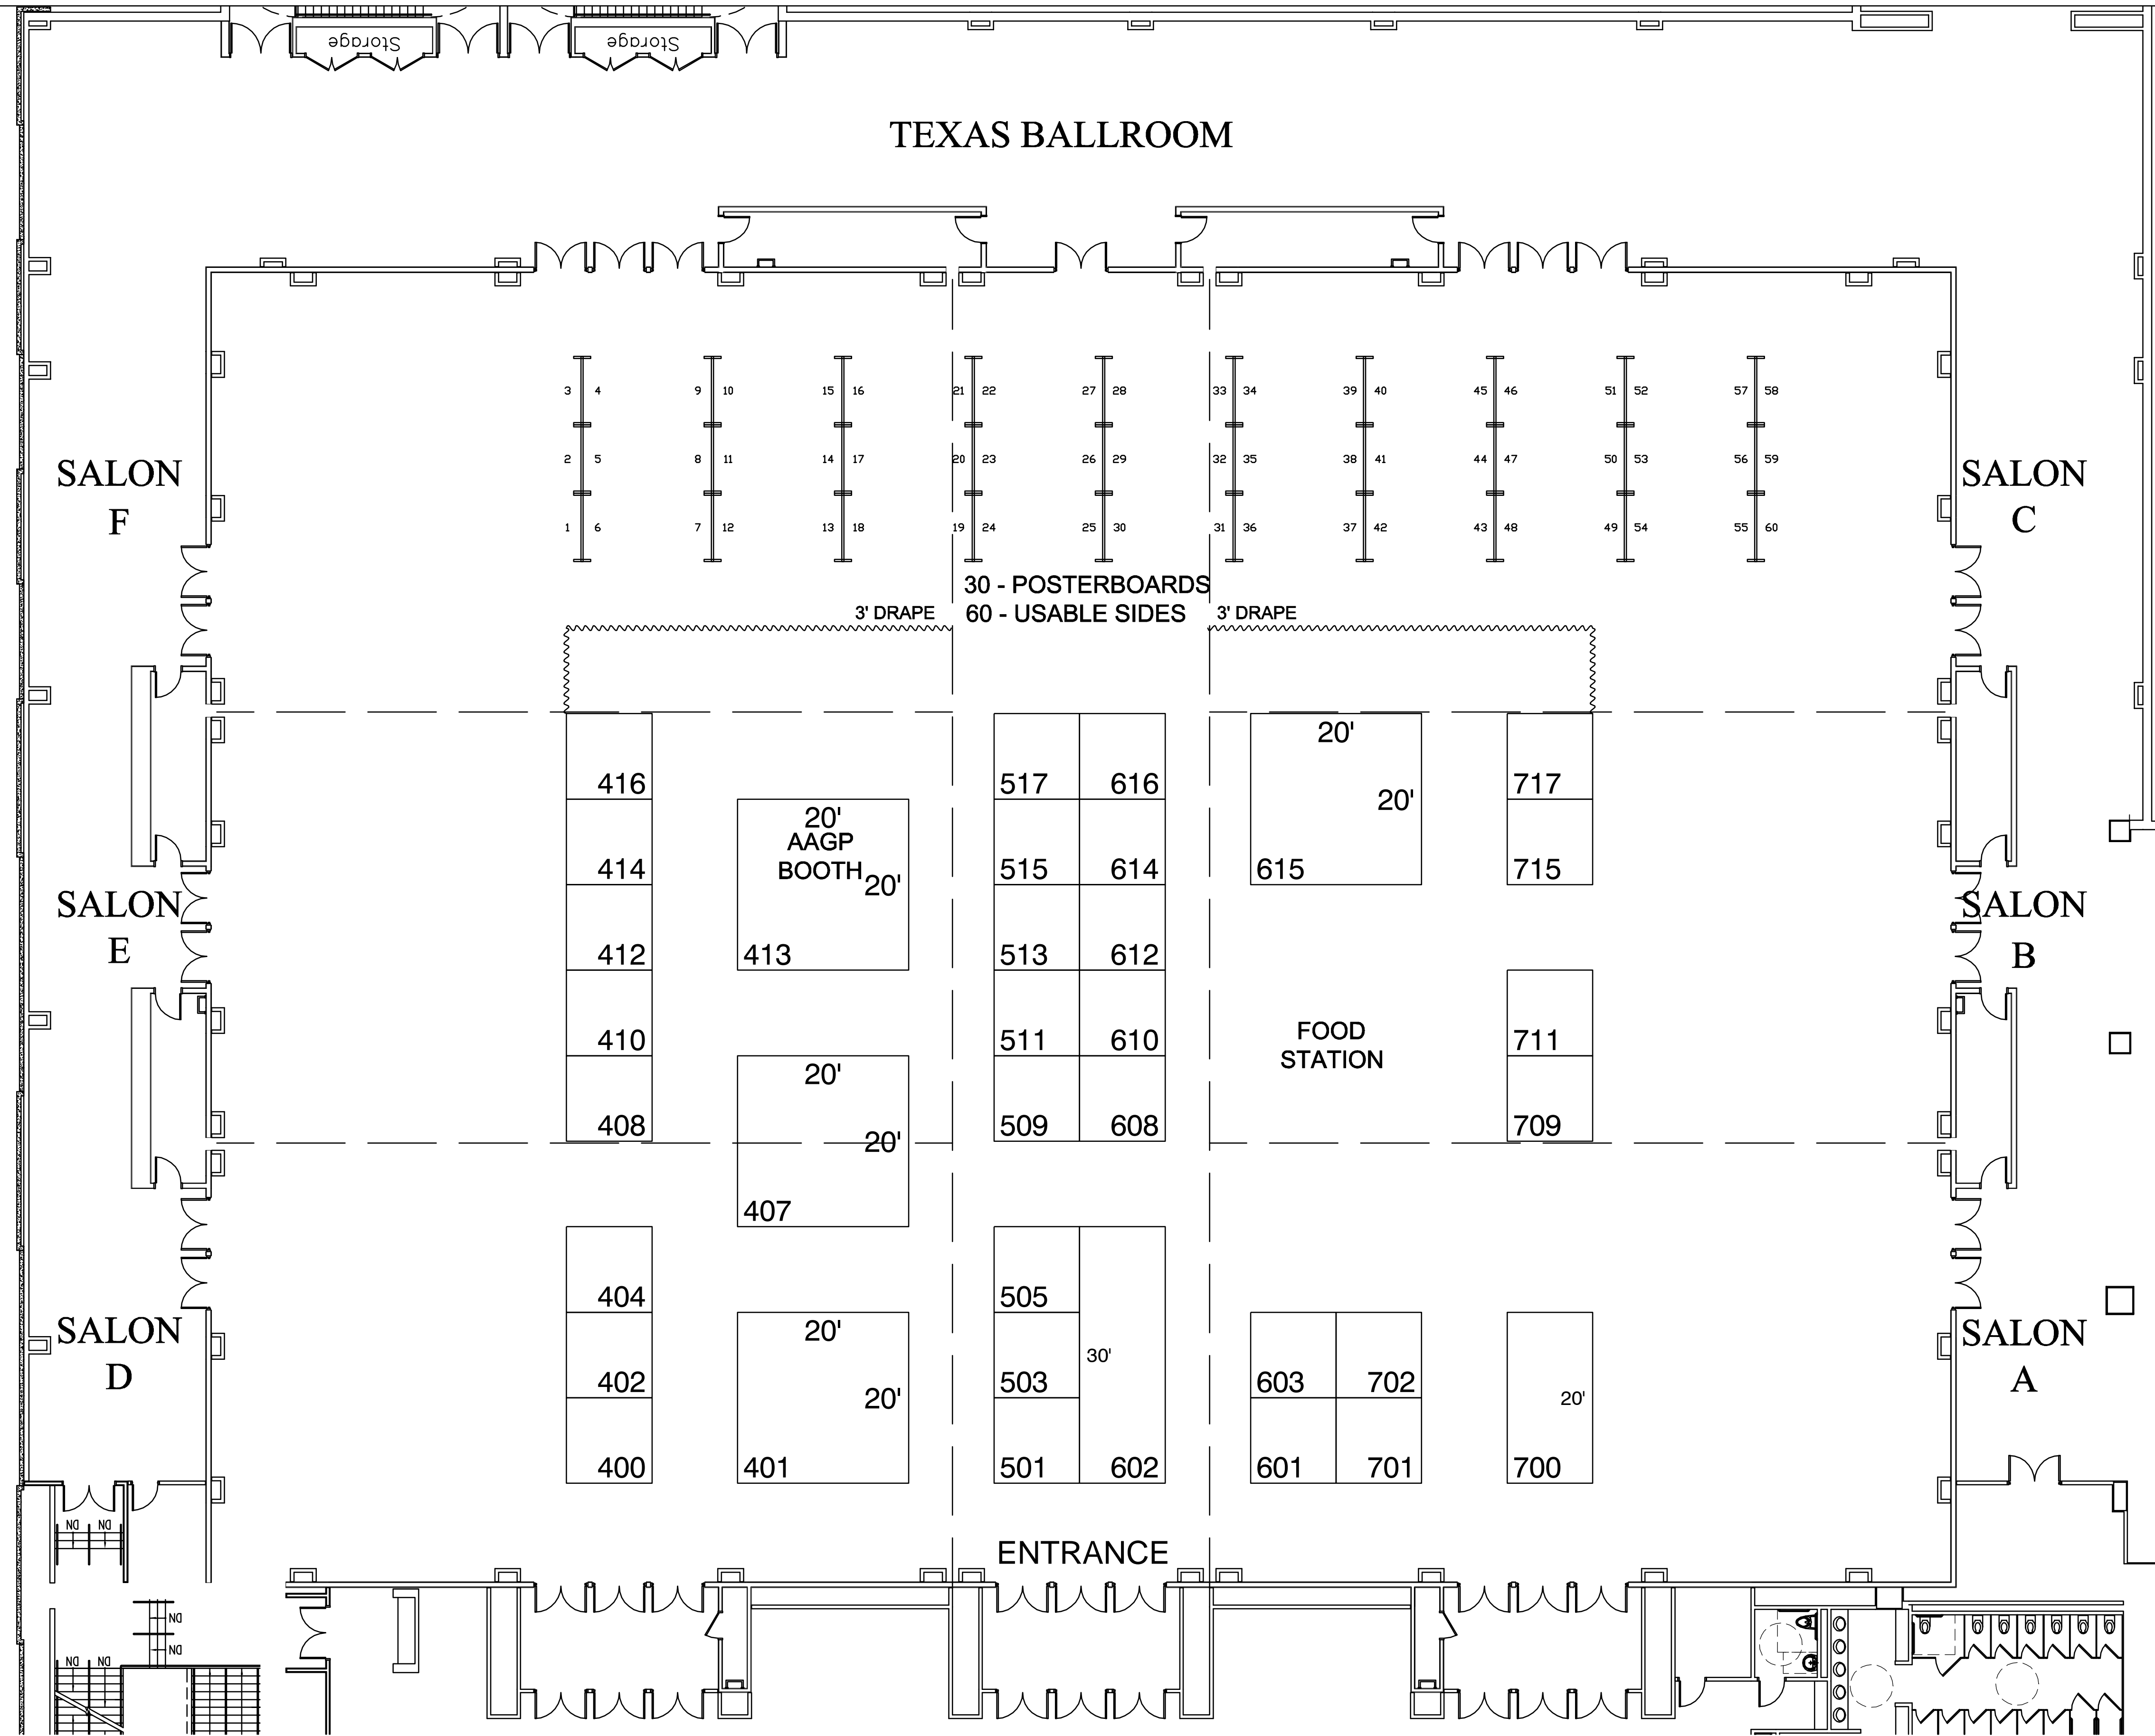 Storage
Storage
TEXAS BALLROOM
3 4 9 10 15 16 21 22 27 28 33 34 39 40 45 46 51 52 57 58
SALON
F
2 5 8 11 14 17 20 23 26 29 32 35 38 41 44 47 50 53 56 59
SALON
C
1 6 7 12 13 18 19 24 25 30 31 36 37 42 43 48 49 54 55 60
30 - POSTERBOARDS
3' DRAPE
60 - USABLE SIDES
3' DRAPE
20'
416
517 616
20'
717
20'
AAGP
BOOTH
20'
414
515 614
615
715
SALON
E
SALON
B
412
413
513 612
FOOD
STATION
410
511 610
711
20'
408
20'
509 608
709
407
404
505
SALON
D
SALON
A
20'
30'
402
20'
503
603 702
20'
400
401
501 602
601 701
700
DN DN
ENTRANCE
DN
DN
DN DN